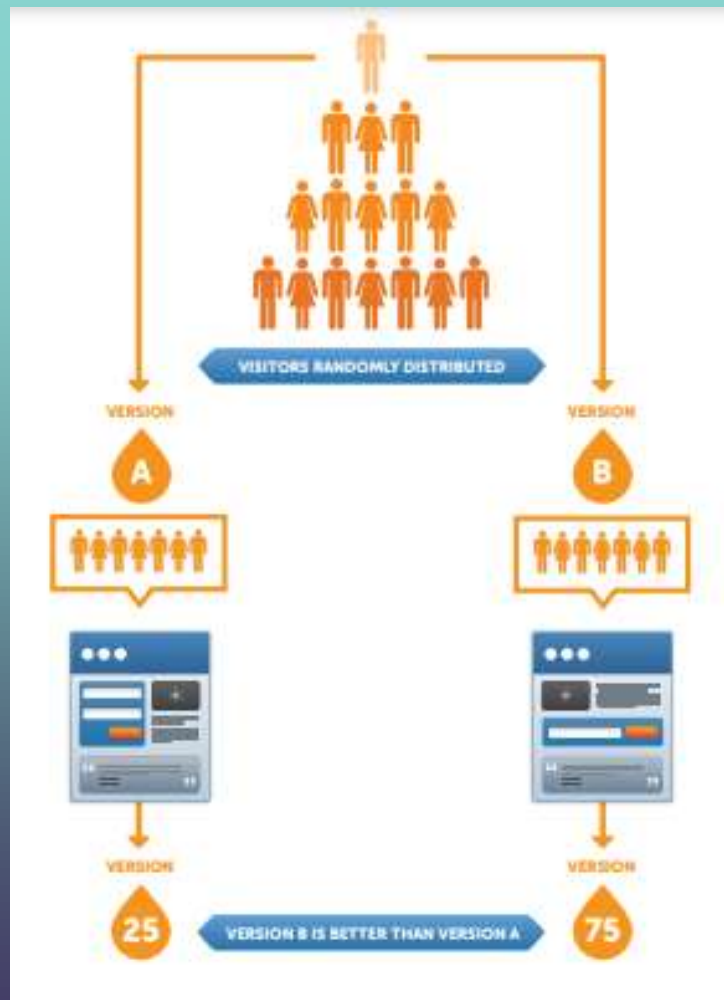 VISITORS RANDOMLY DISTRIBUTED
VERSION
VERSION
A
B
VERSION
VERSION
25
VERSION B IS BETTER THAN VERSION A
75